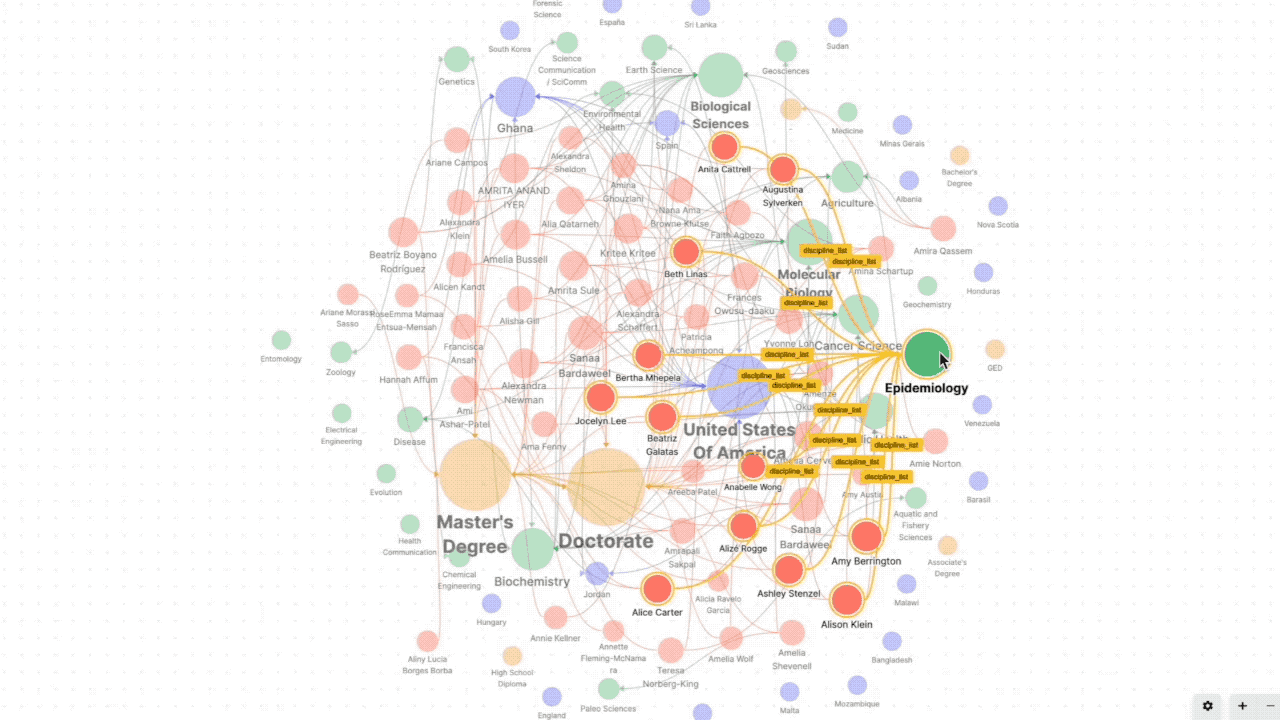 Forensic
Science
España
Sri Lanka
South Korea
Sudan
Science
Communication
/ SciComm
Earth Science
Geosciences
Genetics
Biological
Sciences
Ghana
Environmental
Health
Medicine
Minas Gerais
Spain
Ariane Campos
Alexandra
Sheldon
Anita Cattrell
Bachelor's
Degree
AMRITA ANAND
IYER
Amina
Ghouziani
Augustina
Sylverken
Agriculture
Albania
Alexandra
Klein
Alia Qatarneh
Nana Ama
Browne Klutse
Faith Agbozo
Nova Scotia
Beatriz Boyano
Rodríguez
Amelia Bussell
Kritee Kritee
discipline_list
discipline_list
Amira Qassem
Beth Linas
Molecular
Biology
Amina Schartup
Alicen Kandt
Amrita Sule
Honduras
Geochemistry
Ariane Morassi
Sasso
RoseEmma Mamaa
Entsua-Mensah
Alisha Gill
Alexandra
Scheffert
Frances
Owusu-daaku
discipline_list
Patricia
Acheampong
Yvonne
Cancer Science
Entomology
Zoology
Francisca
Ansah
Sanaa
Bardaweel
discipline_list
Hannah Affum
Bertha Mhepela
discipline_list
discipline_list
GED
Epidemiology
Alexandra
Newman
Ami
Ashar-Patel
Jocelyn Lee
discipline_list
Venezuela
Electrical
Engineering
Disease
Ama Fenny
Beatriz
Galatas
United States
Of America
discipline_list
discipline_list
Amie Norton
discipline_list
discipline_list
discipline_list
Evolution
Areeba Patel
Anabelle Wong
Amy Austin
Barasil
Master's
Degree
Doctorate
Sanaa
Bardaweel
Aquatic and
Fishery
Sciences
Health
Communication
Alizé Rogge
Amrapali
Sakpal
Amy Berrington
Associate's
Degree
Chemical
Engineering
Biochemistry
Jordan
Alice Carter
Alicia Ravelo
Garcia
Ashley Stenzel
Malawi
Hungary
Alison Klein
Annie Kellner
Annette
Fleming-McNama
ra
Amelia Wolf
Amelia
Shevenell
Bangladesh
Aliny Lucia
Borges Borba
High School
Diploma
Teresa
Norberg-King
England
Paleo Sciences
Malta
Mozambique